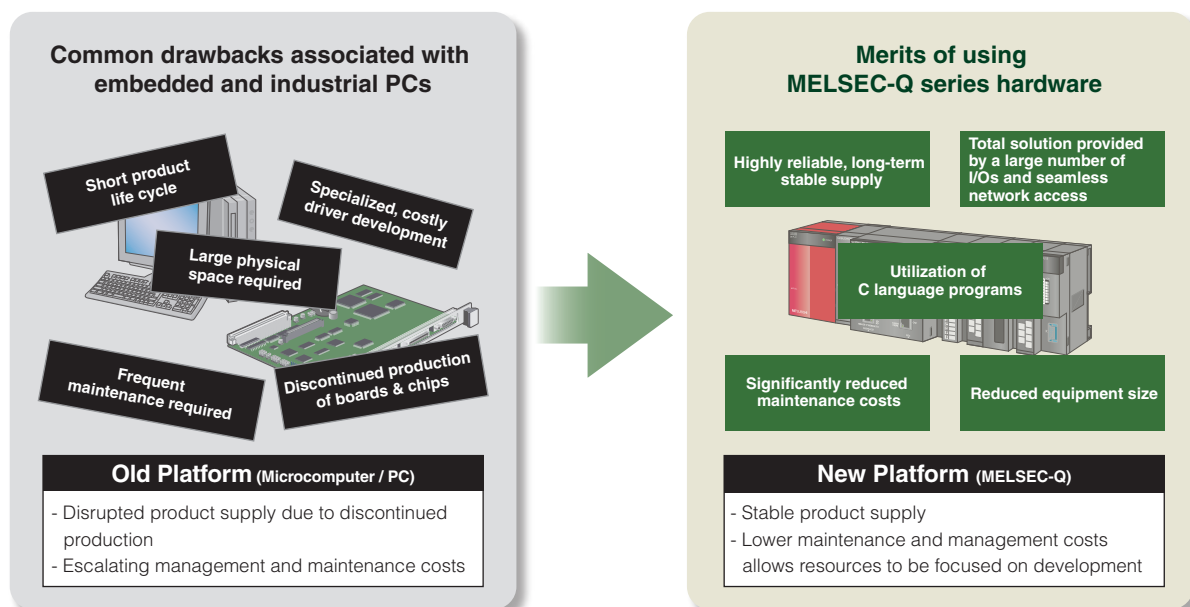 Common drawbacks associated with
embedded and industrial PCs
Short product
life cycle
Specialized, costly
driver development
Large physical
space required
Frequent
maintenance required
Discontinued production
of boards & chips
Old Platform (Microcomputer / PC)
- Disrupted product supply due to discontinued
production
- Escalating management and maintenance costs
Merits of using
MELSEC-Q series hardware
Highly reliable, long-term
stable supply
Total solution provided
by a large number of
I/Os and seamless
network access
Utilization of
C language programs
Significantly reduced
maintenance costs
Reduced equipment size
New Platform (MELSEC-Q)
- Stable product supply
- Lower maintenance and management costs
allows resources to be focused on development